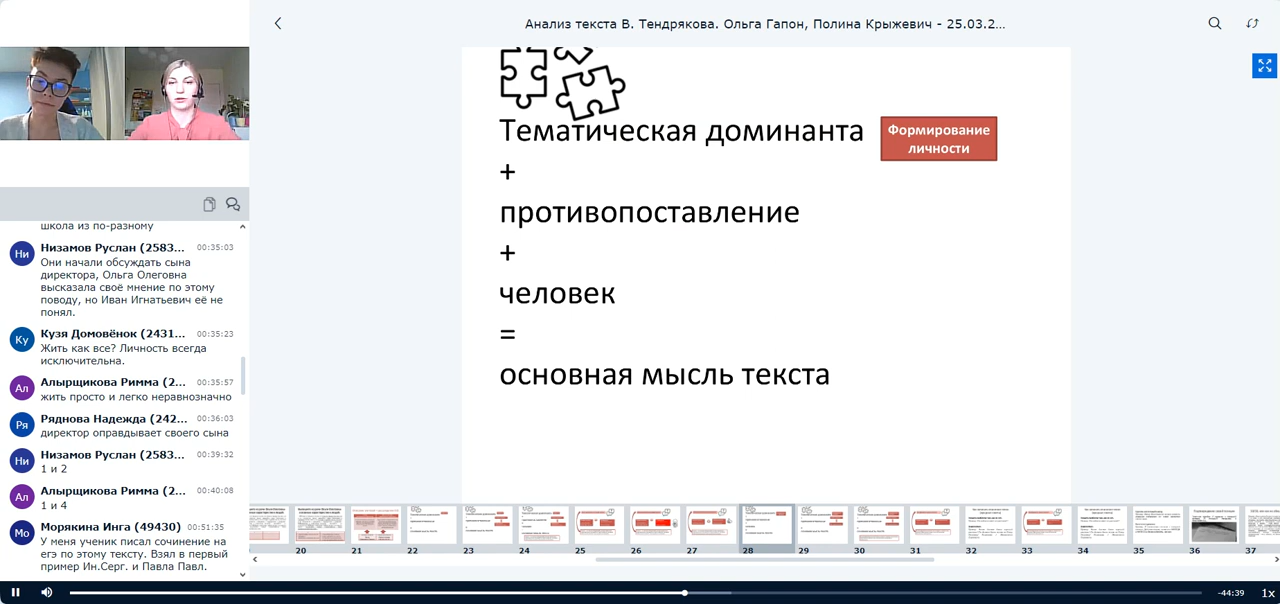 Анализ текста В. Тендрякова. Ольга Гапон, Полина Крыжевич - 25.03.2...
Тематическая доминанта
+
противопоставление
+
человек
=
основная мысль текста
Формирование
личности
школа из по-разному
Ни
Низамов Руслан (2583... 00:35:03
Они начали обсуждать сына
директора, Ольга Олеговна
высказала своё мнение по этому
поводу, но Иван Игнатьевич её не
понял.
Ку
Кузя Домовёнок (2431... 00:35:23
Жить как все? Личность всегда
исключительна.
Ал
Алырщикова Римма (2... 00:35:57
жить просто и легко неравнозначно
Ря
Ряднова Надежда (242... 00:36:03
директор оправдывает своего сына
Ни
Низамов Руслан (2583... 00:39:32
1 и 2
Ал
Алырщикова Римма (2... 00:40:08
1 и 4
Мо
Морякина Инга (49430) 00:51:35
У меня ученик писал сочинение
егэ по этому тексту. Взял в первый
пример Ин.Серг. и Павла Павл.
20 21 22 23 24 25 26 27 28 29 30 31 32 33 34 35 36 37
-44:39 1x